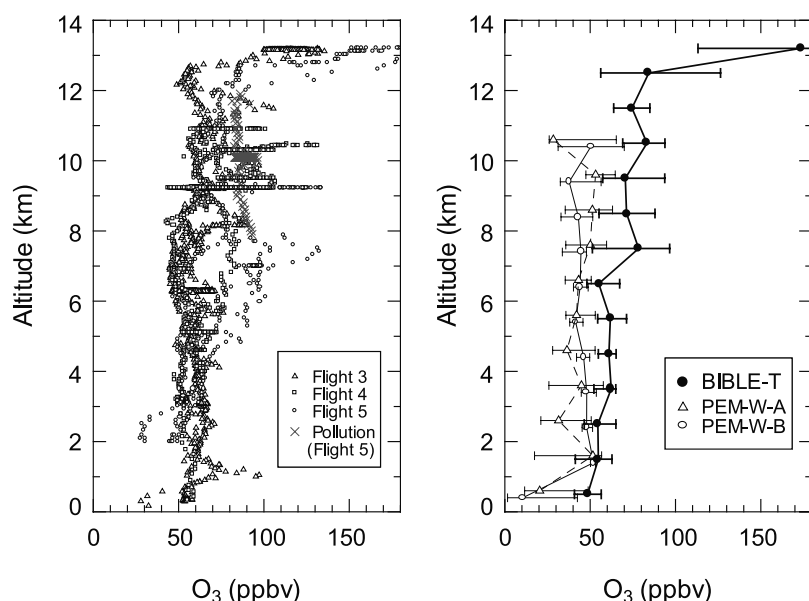 14
12
10
8
6
4
2
0
Altitude (km)
0 50 100 150
O₃ (ppbv)
Flight 3
Flight 4
Flight 5
Pollution
(Flight 5)
14
12
10
8
6
4
2
0
Altitude (km)
0 50 100 150
O₃ (ppbv)
BIBLE-T
PEM-W-A
PEM-W-B